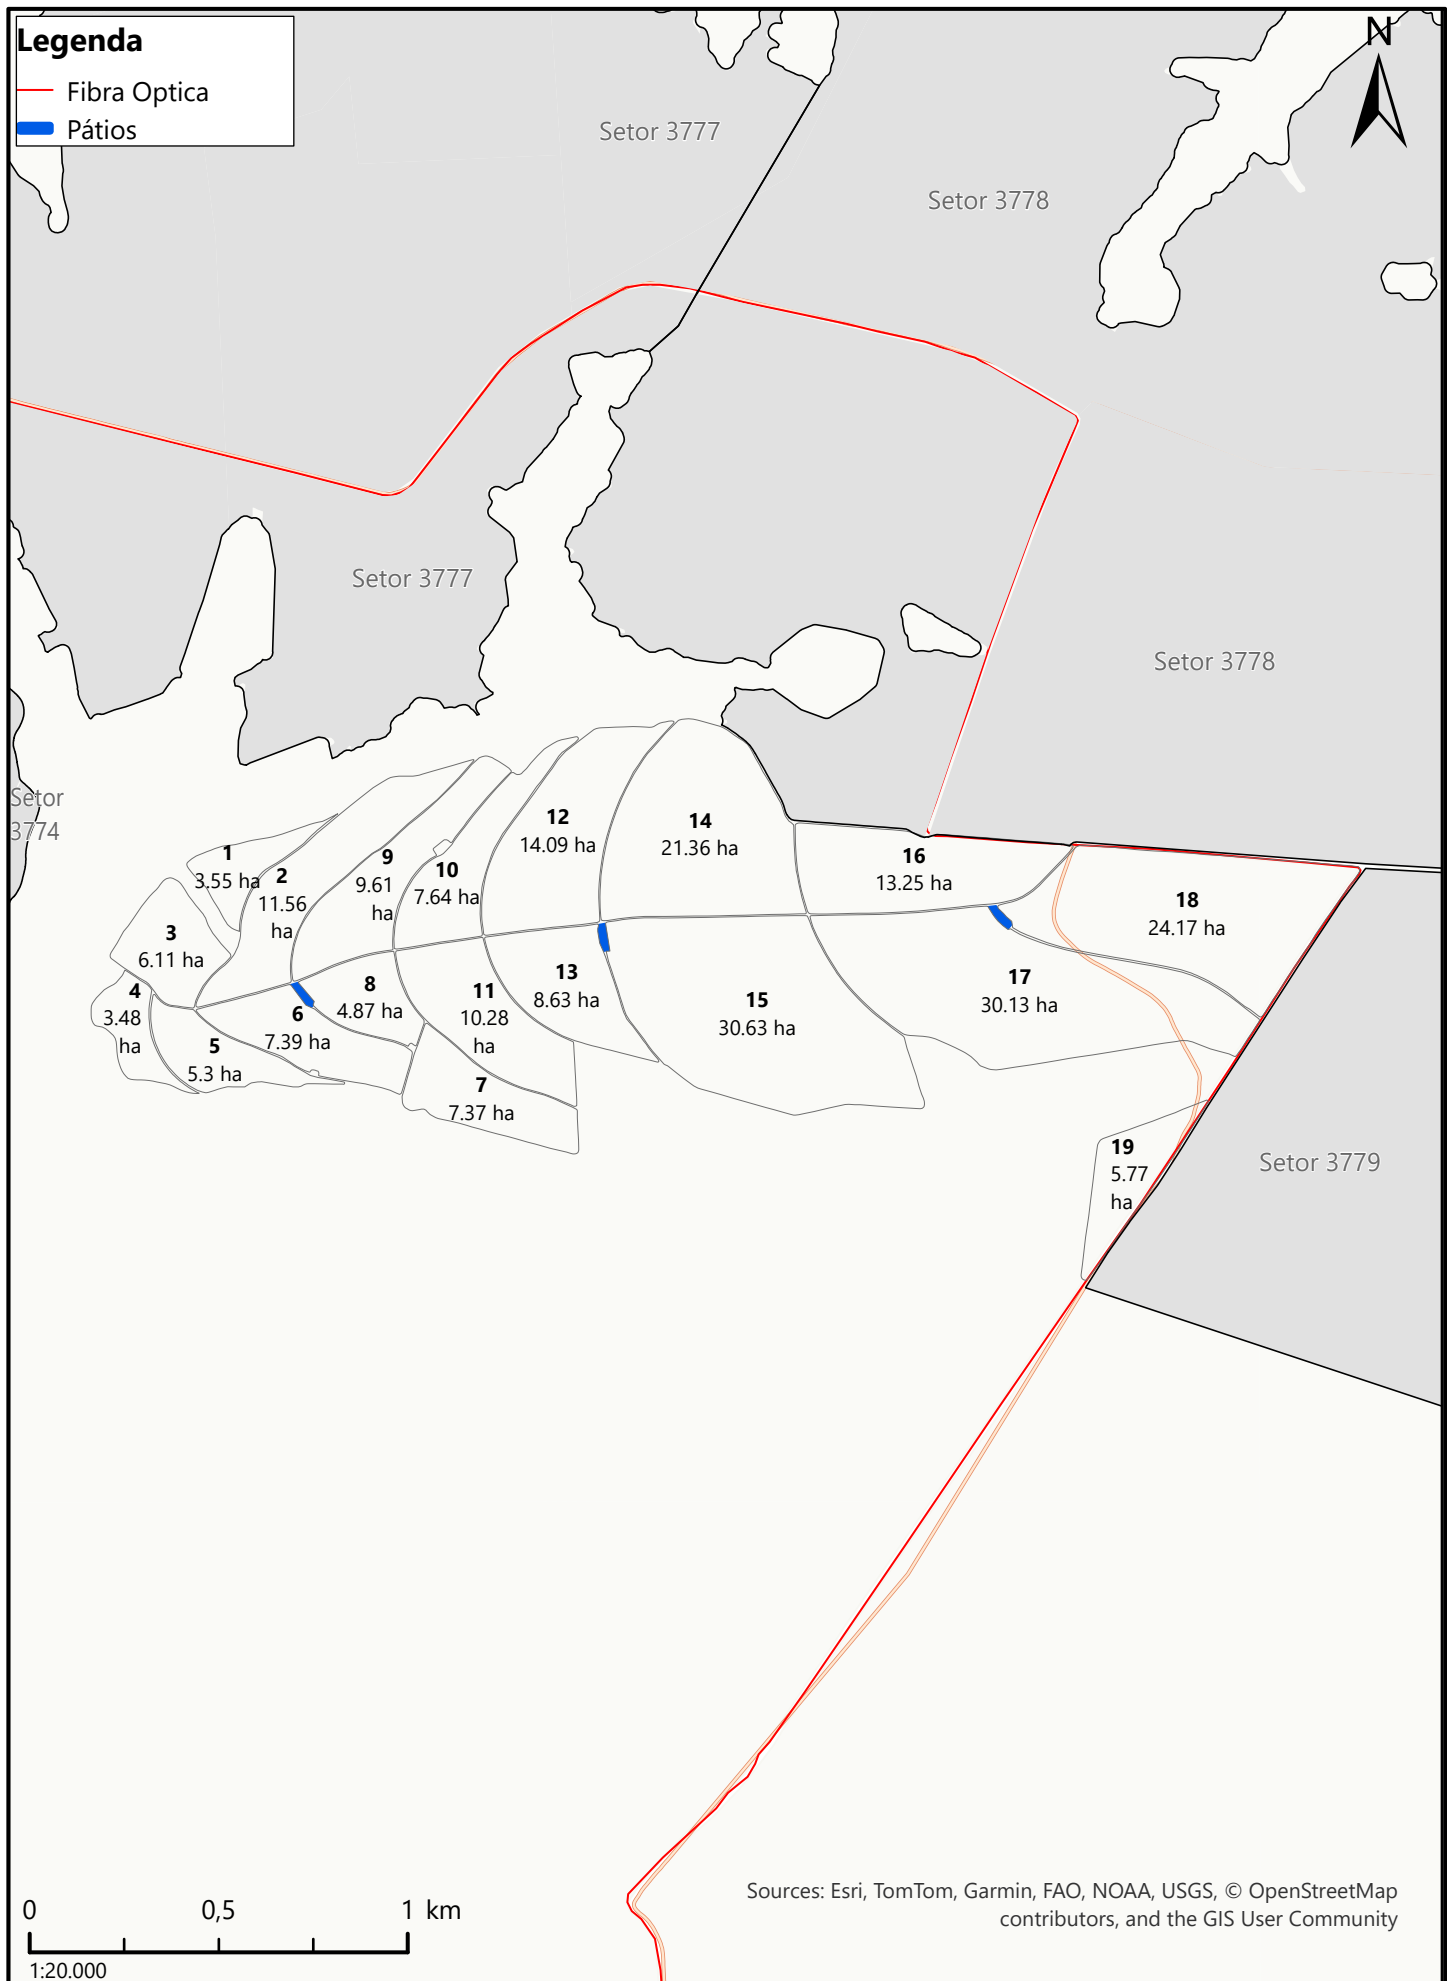 Legenda
Fibra Optica
Pátios
N
Setor 3777
Setor 3778
Setor 3777
Setor 3778
Setor
3774
1
3.55 ha
2
11.56
ha
3
6.11 ha
4
3.48
ha
5
5.3 ha
6
7.39 ha
7
7.37 ha
8
4.87 ha
9
9.61
ha
10
7.64 ha
11
10.28
ha
12
14.09 ha
13
8.63 ha
14
21.36 ha
15
30.63 ha
16
13.25 ha
17
30.13 ha
18
24.17 ha
19
5.77
ha
Setor 3779
0 0,5 1 km
1:20.000
Sources: Esri, TomTom, Garmin, FAO, NOAA, USGS, © OpenStreetMap
contributors, and the GIS User Community